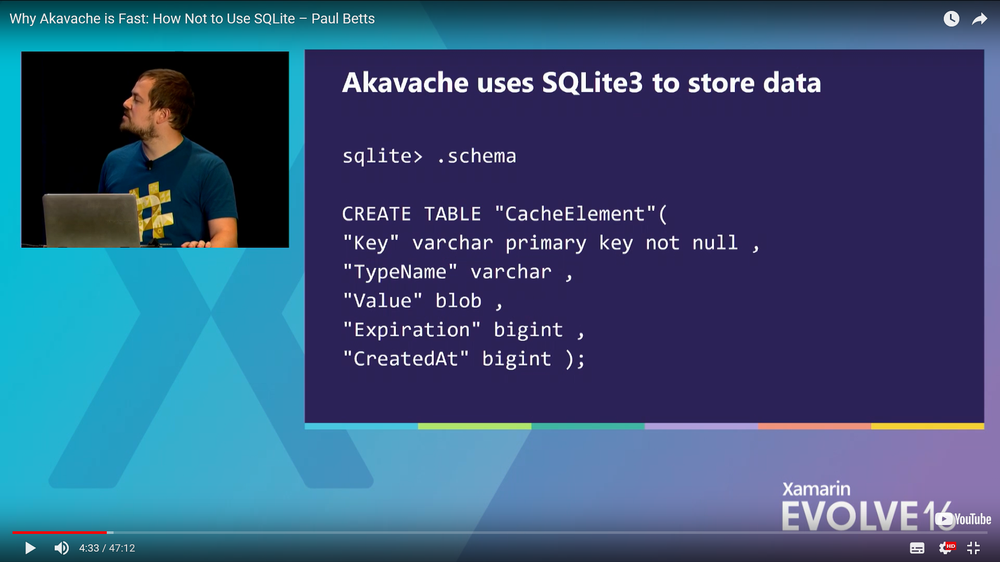 Why Akavache is Fast: How Not to Use SQLite – Paul Betts
Akavache uses SQLite3 to store data
sqlite> .schema
CREATE TABLE "CacheElement"(
"Key" varchar primary key not null ,
"TypeName" varchar ,
"Value" blob ,
"Expiration" bigint ,
"CreatedAt" bigint );
Xamarin
EVOLVE16
YouTube
4:33 / 47:12
HD